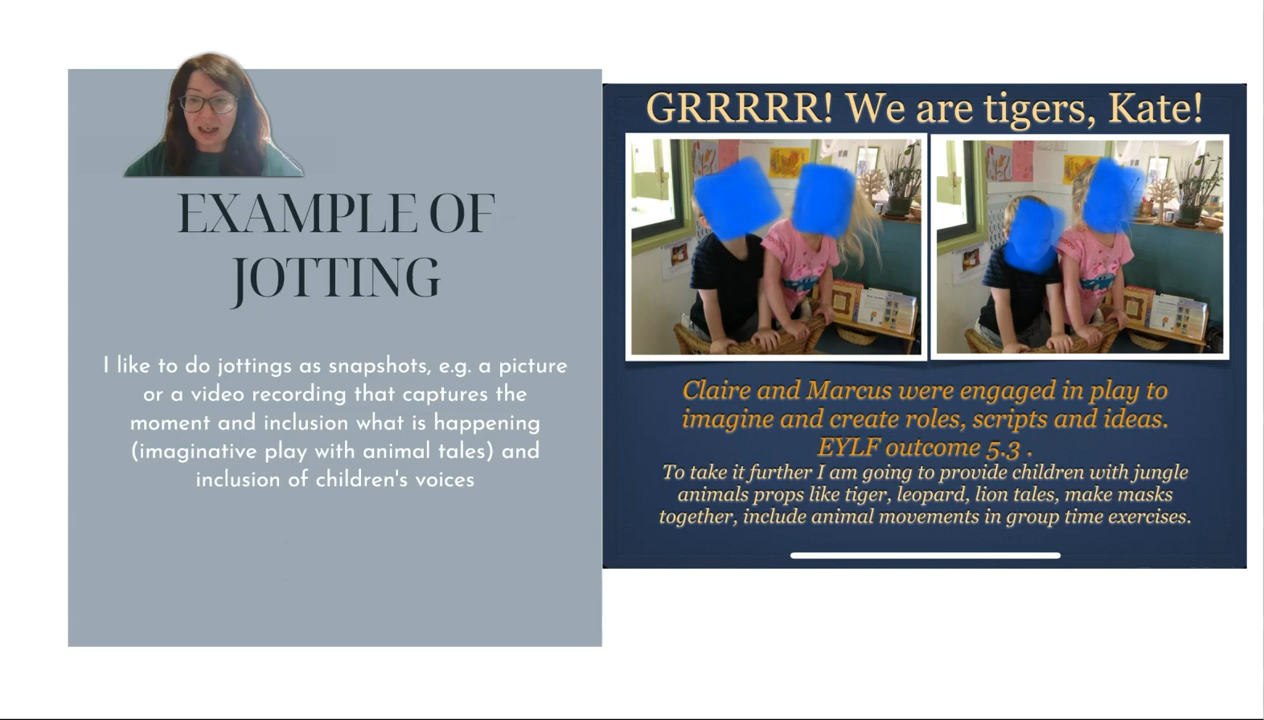 EXAMPLE OF
JOTTING
I like to do jottings as snapshots, e.g. a picture
or a video recording that captures the
moment and inclusion what is happening
(imaginative play with animal tales) and
inclusion of children's voices
GRRRRR! We are tigers, Kate!
Claire and Marcus were engaged in play to
imagine and create roles, scripts and ideas.
EYLF outcome 5.3 .
To take it further I am going to provide children with jungle
animals props like tiger, leopard, lion tales, make masks
together, include animal movements in group time exercises.